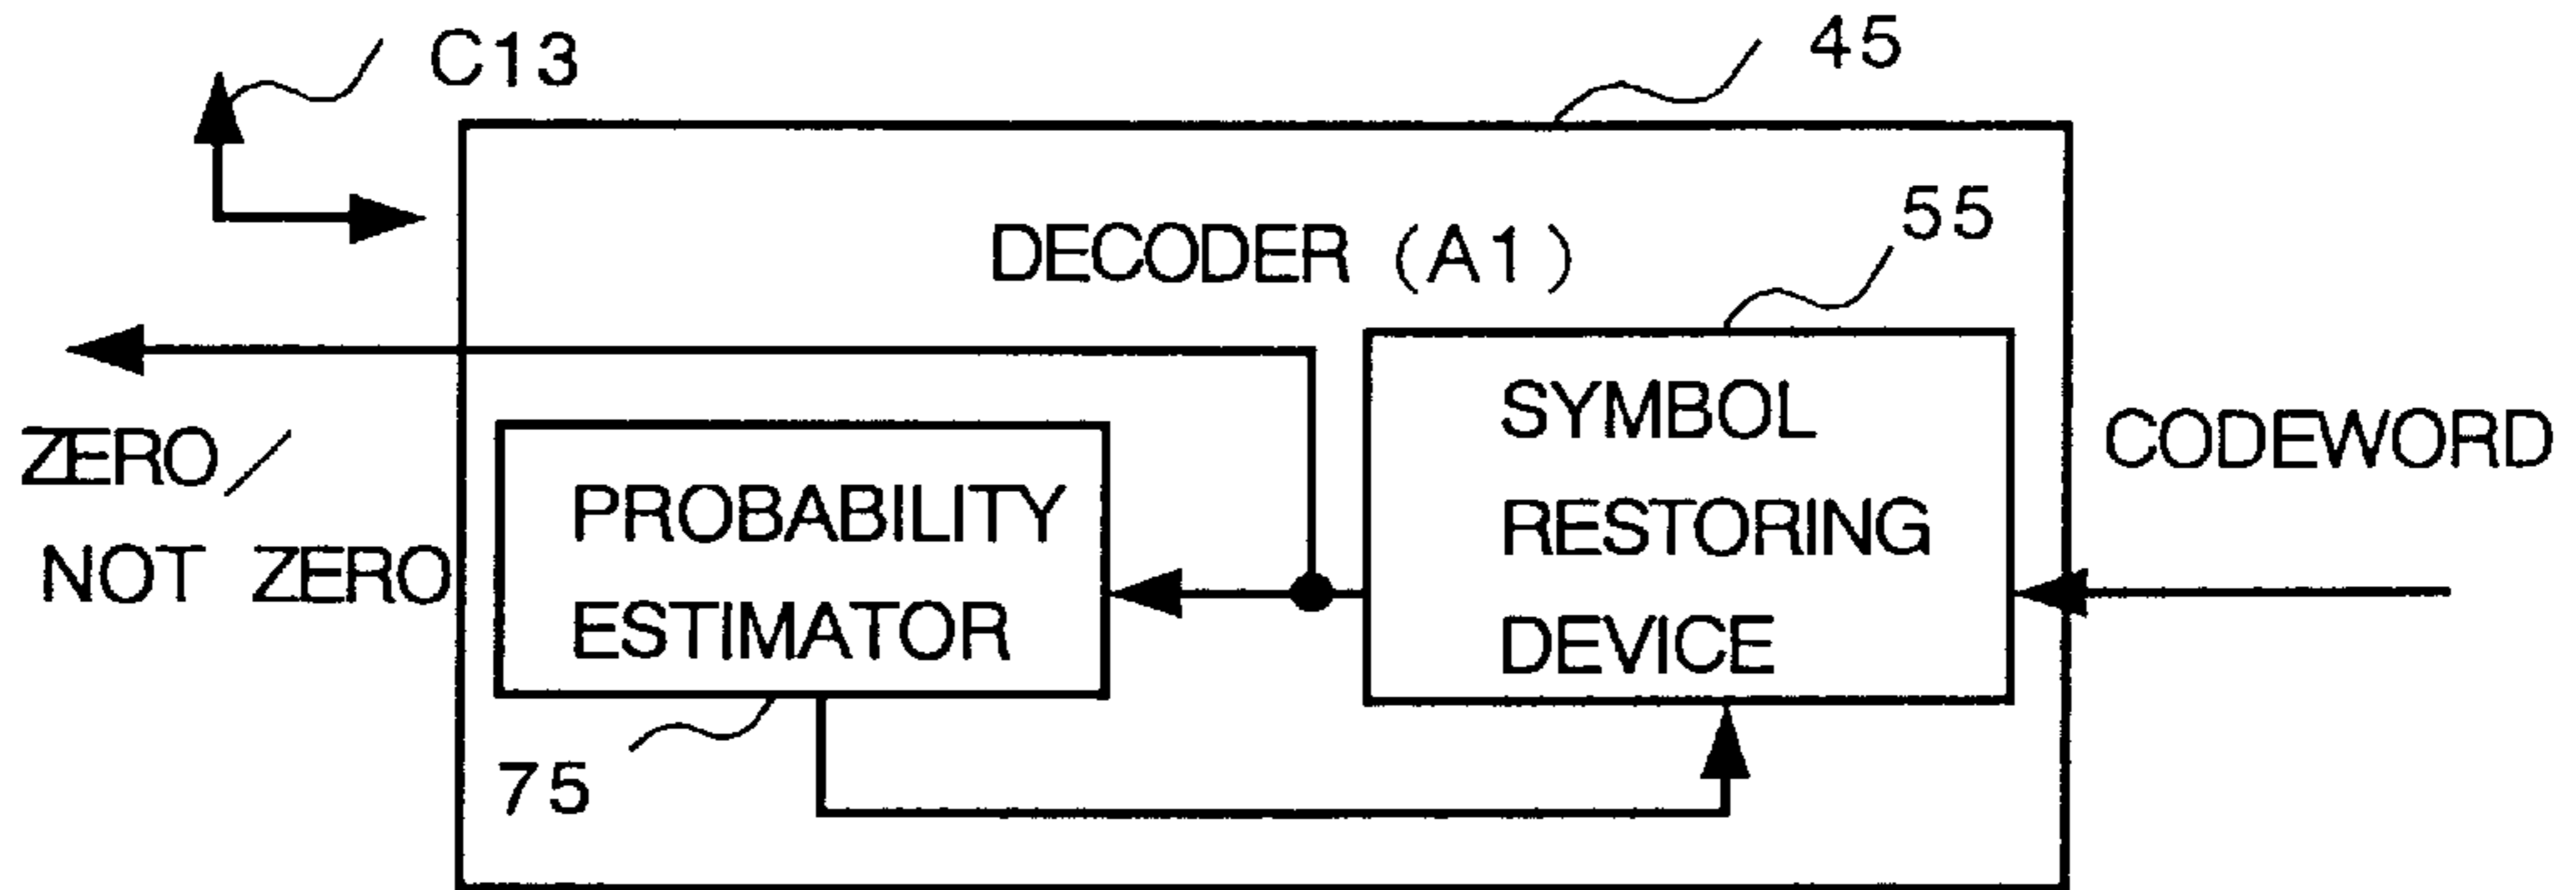 C13
45
DECODER (A1)
55
ZERO/
NOT ZERO
PROBABILITY
ESTIMATOR
SYMBOL
RESTORING
DEVICE
CODEWORD
75